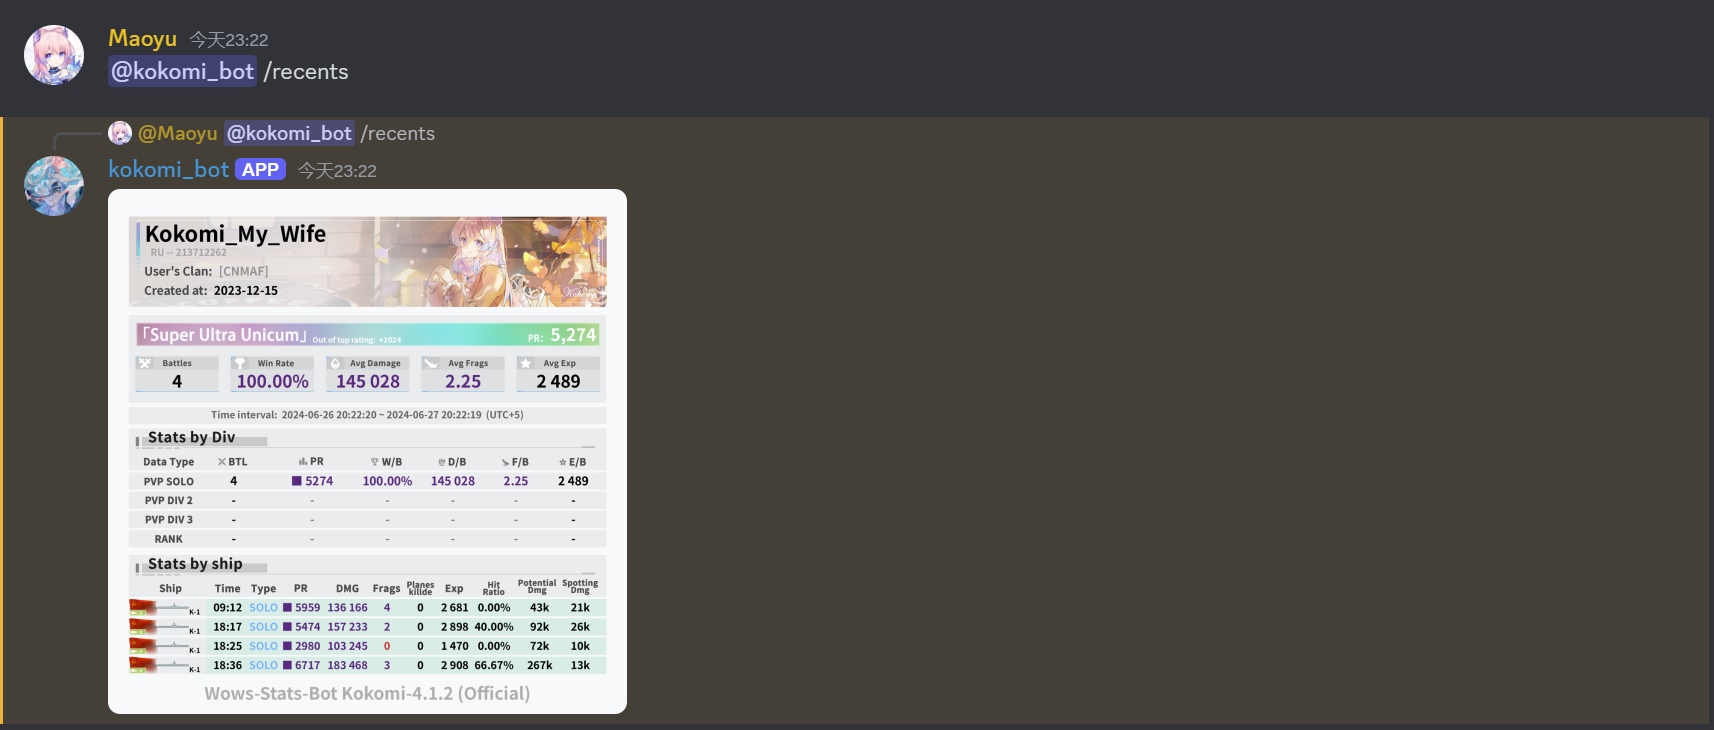 Maoyu 今天23:22
@kokomi_bot /recents
@Maoyu @kokomi_bot /recents
kokomi_bot APP 今天23:22
Kokomi_My_Wife
RU -- 213712262
User's Clan: [CNMAF]
Created at: 2023-12-15
Kokomi
「Super Ultra Unicum」 Out of top rating: +2024 PR: 5,274
Battles Win Rate Avg Damage Avg Frags Avg Exp
4 100.00% 145 028 2.25 2 489
Time interval: 2024-06-26 20:22:20 ~ 2024-06-27 20:22:19 (UTC+5)
Stats by Div
Data Type BTL PR W/B D/B F/B E/B
PVP SOLO 4 5274 100.00% 145 028 2.25 2 489
PVP DIV 2 - - - - - -
PVP DIV 3 - - - - - -
RANK - - - - - -
Stats by ship
Ship Time Type PR DMG Frags Planes killde Exp Hit Ratio Potential Dmg Spotting Dmg
K-1 09:12 SOLO 5959 136 166 4 0 2 681 0.00% 43k 21k
K-1 18:17 SOLO 5474 157 233 2 0 2 898 40.00% 92k 26k
K-1 18:25 SOLO 2980 103 245 0 0 1 470 0.00% 72k 10k
K-1 18:36 SOLO 6717 183 468 3 0 2 908 66.67% 267k 13k
Wows-Stats-Bot Kokomi-4.1.2 (Official)